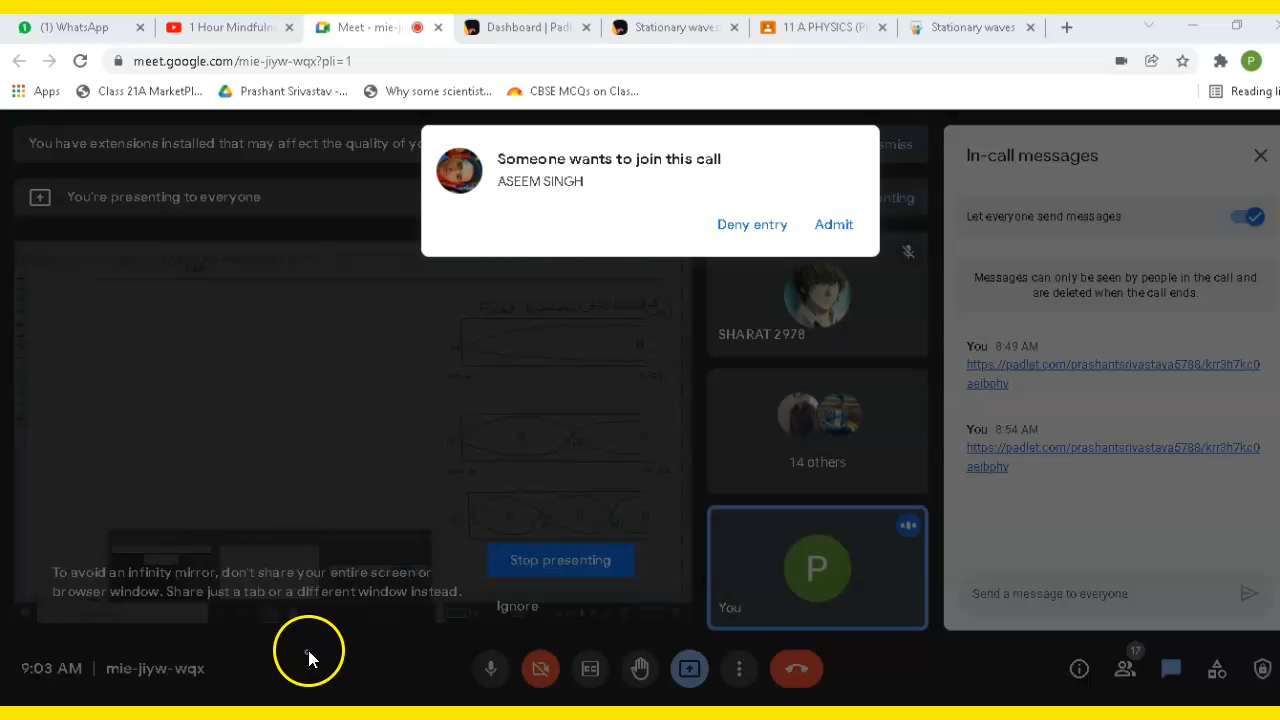 1 (1) WhatsApp
1 Hour Mindfulne
Meet - mie-ji
Dashboard | Padl
Stationary waves
11 A PHYSICS (P
Stationary waves
meet.google.com/mie-jiyw-wqx?pli=1
P
Apps
Class 21A MarketPl...
Prashant Srivastav -...
Why some scientist...
CBSE MCQs on Clas...
Reading li
You have extensions installed that may affect the quality of yo
smiss
Someone wants to join this call
ASEEM SINGH
Deny entry
Admit
You're presenting to everyone
nting
SHARAT 2978
14 others
P
You
To avoid an infinity mirror, don't share your entire screen or
browser window. Share just a tab or a different window instead.
Stop presenting
Ignore
In-call messages
Let everyone send messages
Messages can only be seen by people in the call and
are deleted when the call ends.
You 8:49 AM
https://padlet.com/prashantsrivastava5788/krr3h7kc0
aeibphy
You 8:54 AM
https://padlet.com/prashantsrivastava5788/krr3h7kc0
aeibphy
Send a message to everyone
9:03 AM | mie-jiyw-wqx
17